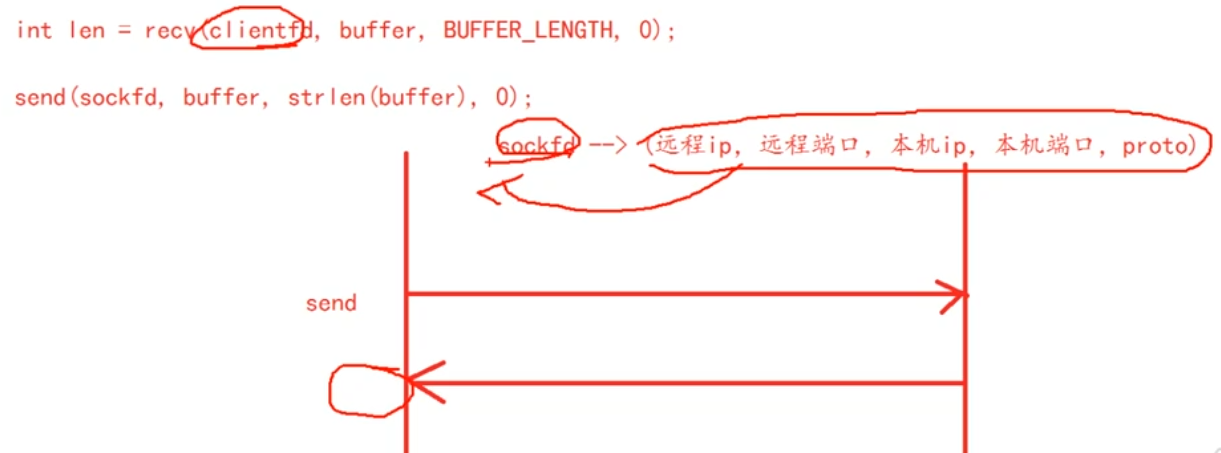 int len = recv(clientfd, buffer, BUFFER_LENGTH, 0);
send(sockfd, buffer, strlen(buffer), 0);
sockfd --> (远程ip, 远程端口, 本机ip, 本机端口, proto)
send